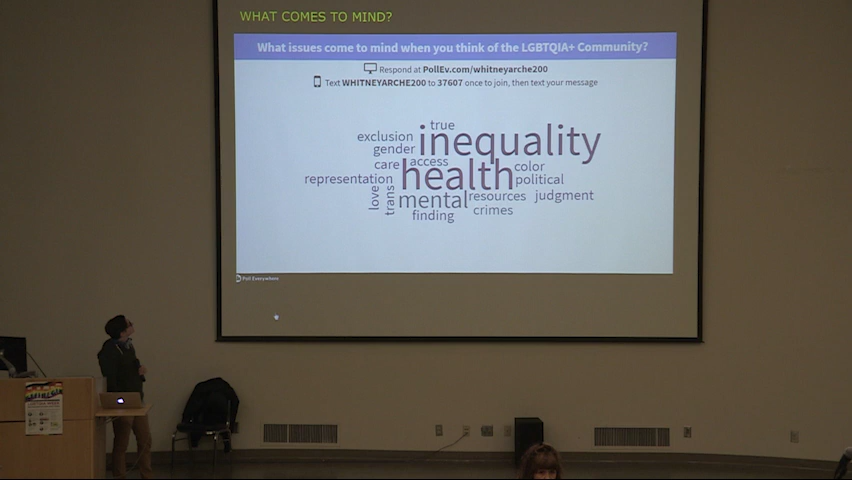 WHAT COMES TO MIND?
What issues come to mind when you think of the LGBTQIA+ Community?
Respond at PollEv.com/whitneyarche200
Text WHITNEYARCHE200 to 37607 once to join, then text your message
true
exclusion
inequality
gender
access
care
health
color
representation
political
love
trans
mental
resources
judgment
finding
crimes
Poll Everywhere